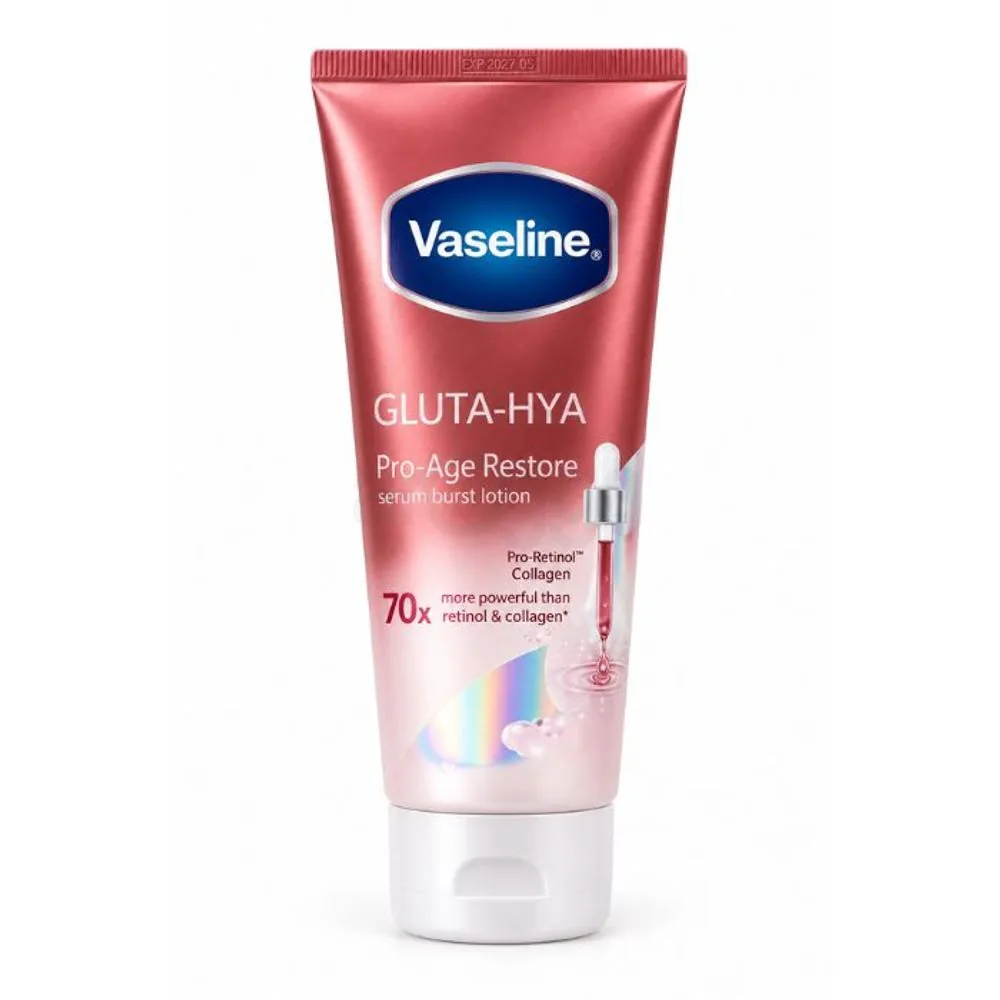 EXP 2027 05
Vaseline®
GLUTA-HYA
Pro-Age Restore
serum burst lotion
Pro-Retinol™
Collagen
70x more powerful than
retinol & collagen*